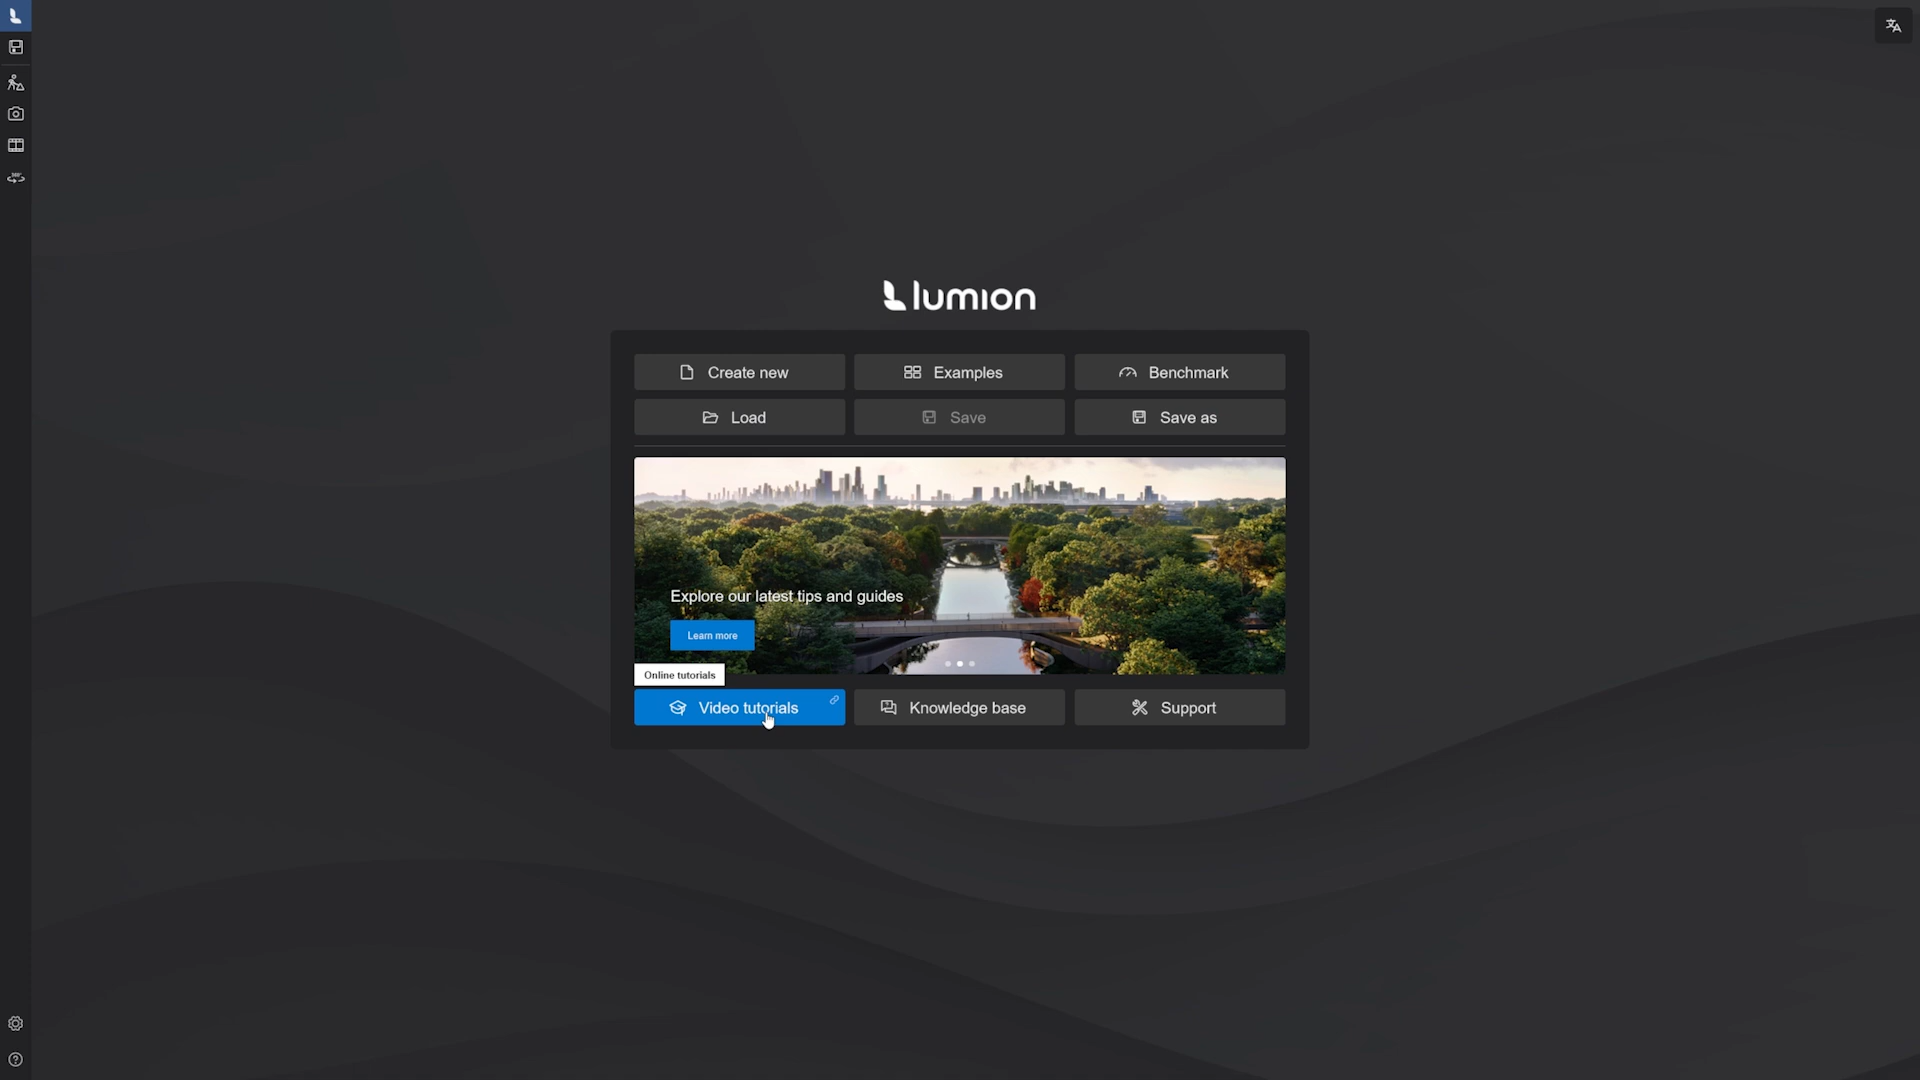 lumion
Create new
Examples
Benchmark
Load
Save
Save as
Explore our latest tips and guides
Learn more
Online tutorials
Video tutorials
Knowledge base
Support